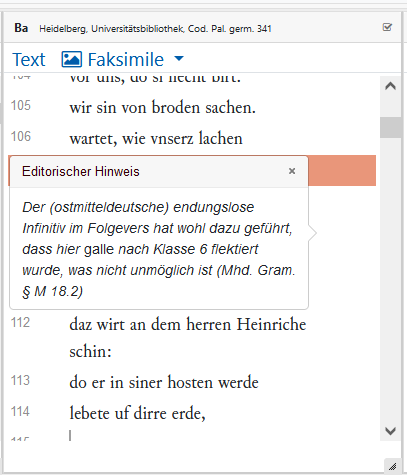 Ba Heidelberg, Universitätsbibliothek, Cod. Pal. germ. 341
Text Faksimile
104 vor uns, do si liecht birt.
105 wir sin von broden sachen.
106 wartet, wie vnserz lachen
Editorischer Hinweis ×
Der (ostmitteldeutsche) endungslose
Infinitiv im Folgevers hat wohl dazu geführt,
dass hier galle nach Klasse 6 flektiert
wurde, was nicht unmöglich ist (Mhd. Gram.
§ M 18.2)
112 daz wirt an dem herren Heinriche
schin:
113 do er in siner hosten werde
114 lebete uf dirre erde,
115